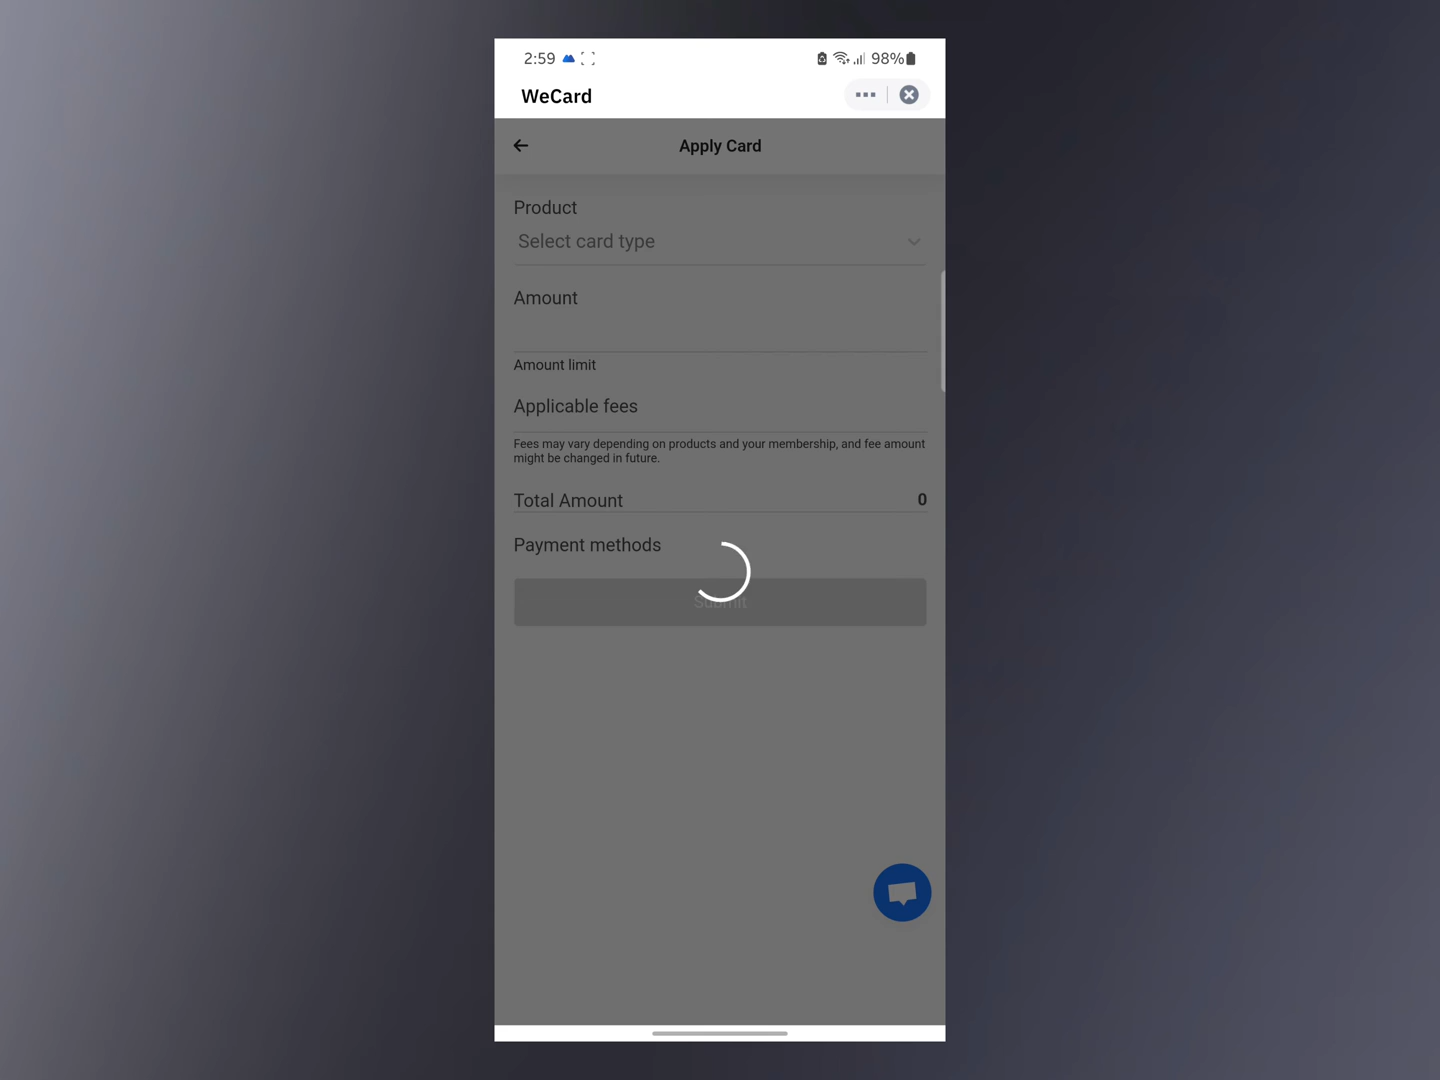 2:59
98%
WeCard
Apply Card
Product
Select card type
Amount
Amount limit
Applicable fees
Fees may vary depending on products and your membership, and fee amount
might be changed in future.
Total Amount
0
Payment methods
Submit